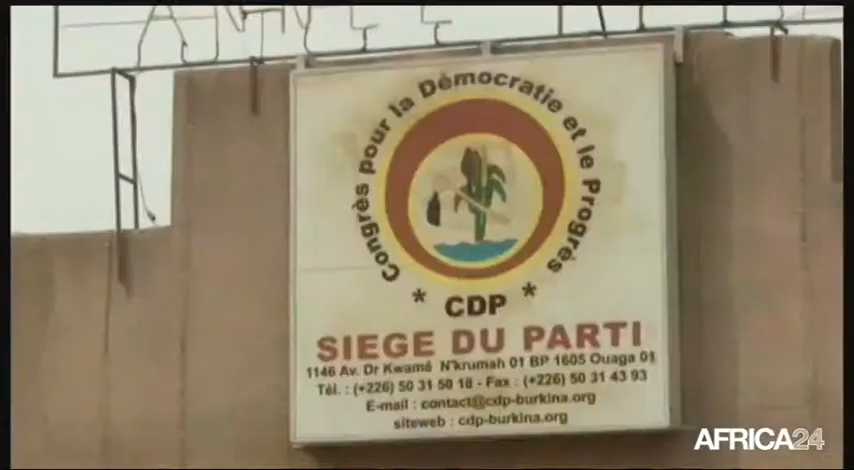 Congrès pour la Démocratie et le Progrès
* CDP *
SIEGE DU PARTI
1146 Av. Dr Kwamé N'krumah 01 BP 1605 Ouaga 01
Tél. : (+226) 50 31 50 18 - Fax : (+226) 50 31 43 93
E-mail : contact@cdp-burkina.org
siteweb : cdp-burkina.org
AFRICA24